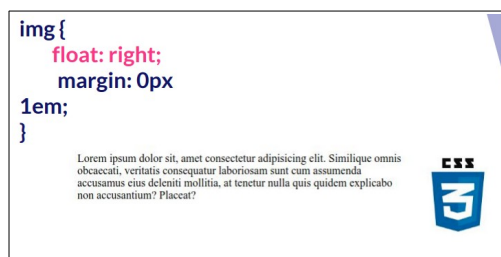 img {
float: right;
margin: 0px
1em;
}
Lorem ipsum dolor sit, amet consectetur adipisicing elit. Similique omnis
obcaecati, veritatis consequatur laboriosam sunt cum assumenda
accusamus eius deleniti mollitia, at tenetur nulla quis quidem explicabo
non accusantium? Placeat?
CSS
3